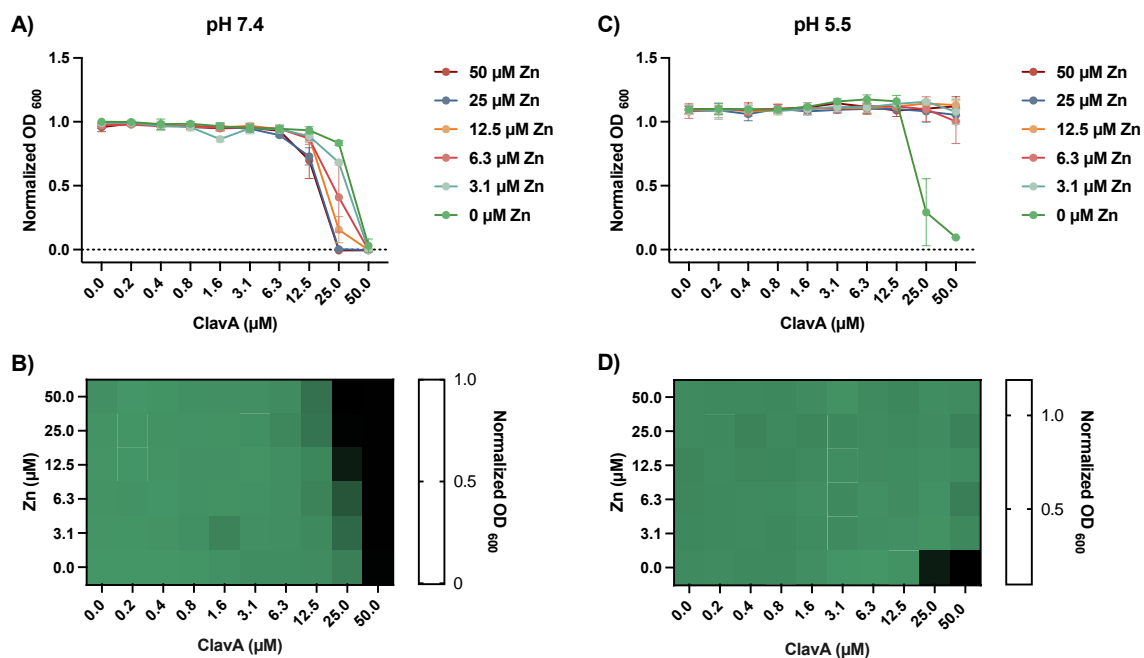 A)
pH 7.4
1.5
1.0
0.5
0.0
Normalized OD 600
0.0 0.2 0.4 0.8 1.6 3.1 6.3 12.5 25.0 50.0
ClavA (µM)
50 µM Zn
25 µM Zn
12.5 µM Zn
6.3 µM Zn
3.1 µM Zn
0 µM Zn
C)
pH 5.5
1.5
1.0
0.5
0.0
Normalized OD 600
0.0 0.2 0.4 0.8 1.6 3.1 6.3 12.5 25.0 50.0
ClavA (µM)
50 µM Zn
25 µM Zn
12.5 µM Zn
6.3 µM Zn
3.1 µM Zn
0 µM Zn
B)
50.0
25.0
12.5
6.3
3.1
0.0
Zn (µM)
0.0 0.2 0.4 0.8 1.6 3.1 6.3 12.5 25.0 50.0
ClavA (µM)
1.0
0.5
0
Normalized OD 600
D)
50.0
25.0
12.5
6.3
3.1
0.0
Zn (µM)
0.0 0.2 0.4 0.8 1.6 3.1 6.3 12.5 25.0 50.0
ClavA (µM)
1.0
0.5
Normalized OD 600